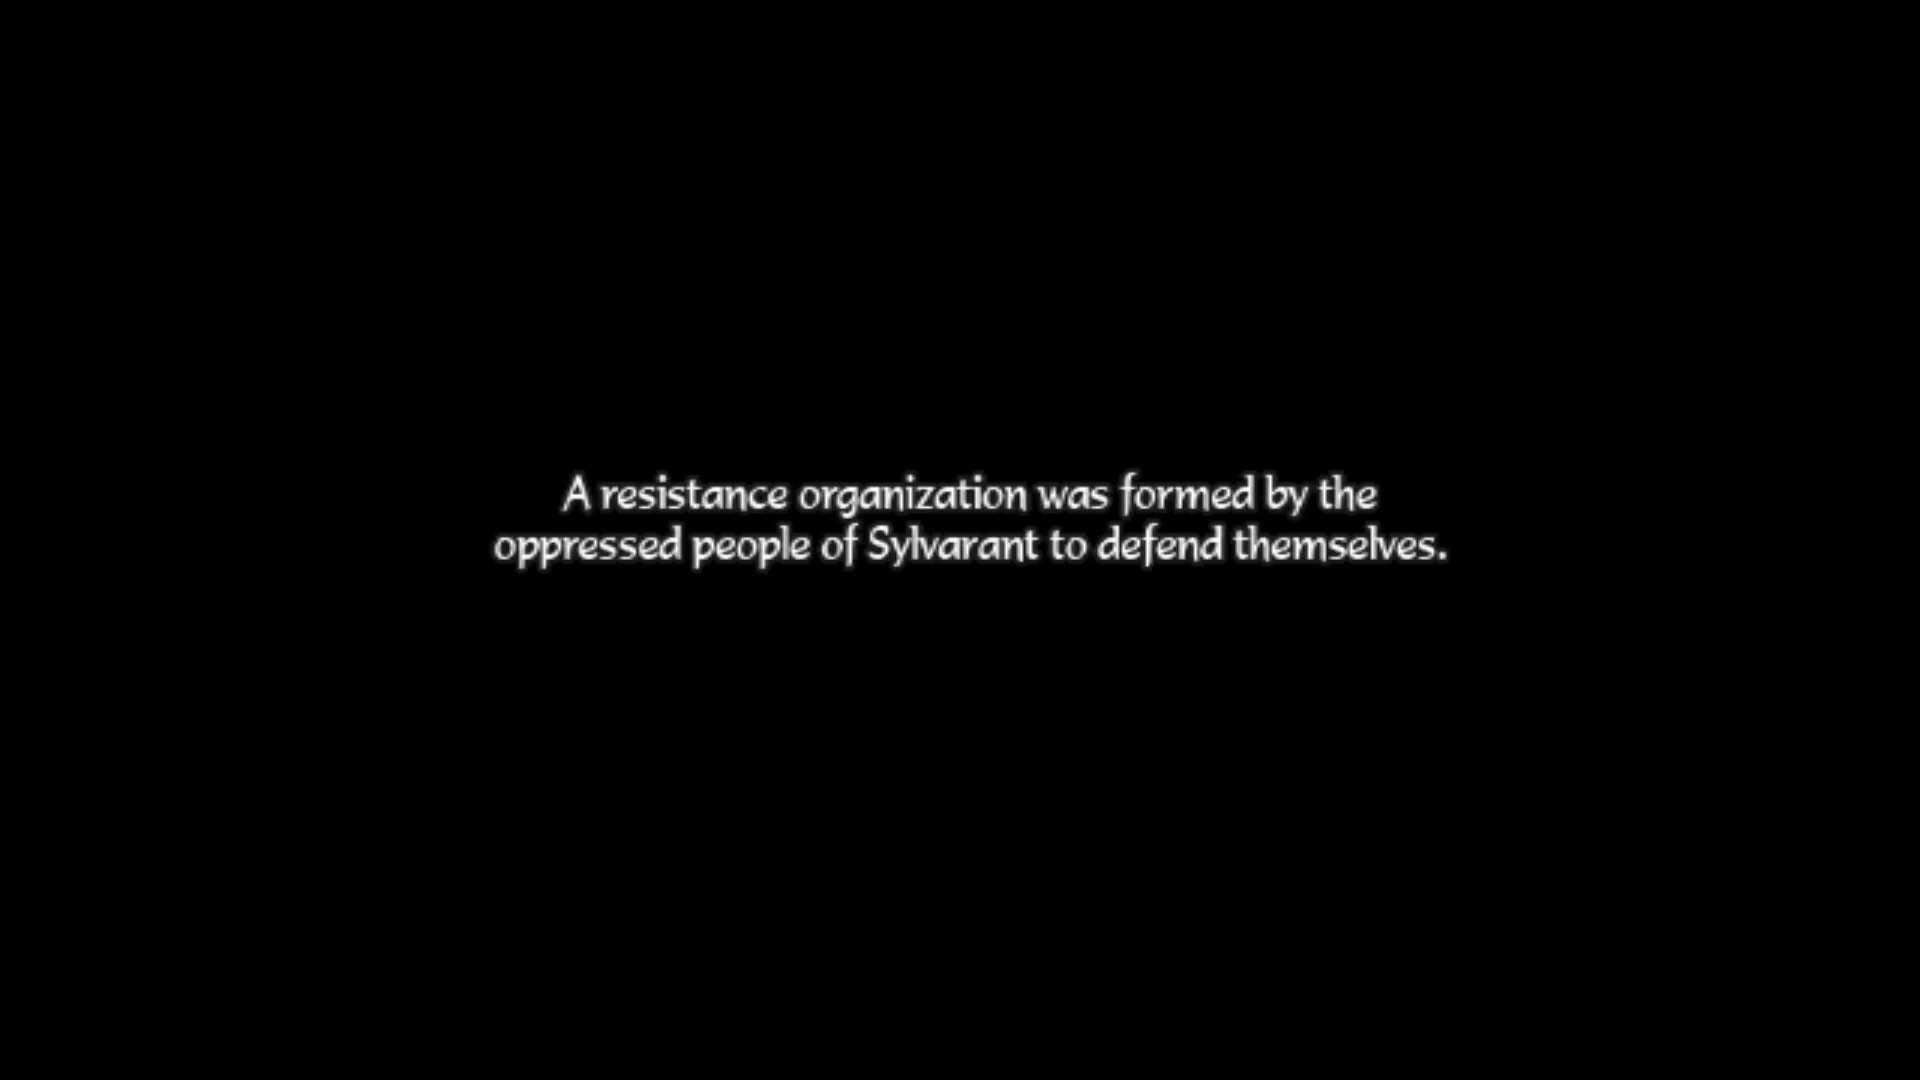 A resistance organization was formed by the
oppressed people of Sylvarant to defend themselves.